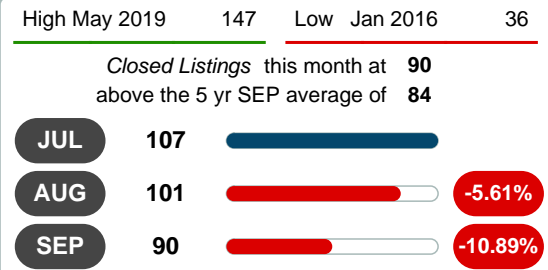 High May 2019 147 Low Jan 2016 36
Closed Listings this month at 90
above the 5 yr SEP average of 84
JUL 107
AUG 101 -5.61%
SEP 90 -10.89%